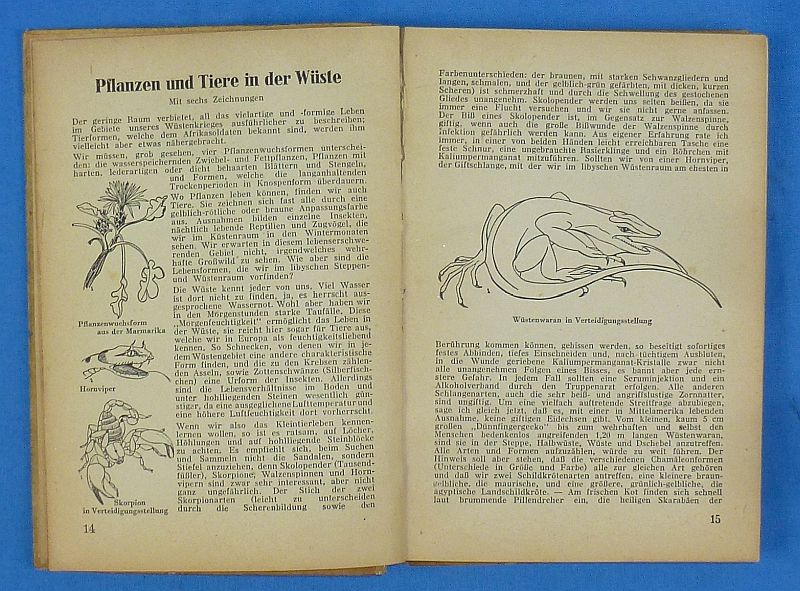 Pflanzen und Tiere in der Wüste
Mit sechs Zeichnungen
Der geringe Raum verbietet, all das vielartige und -formige Leben
im Gebiete unseres Wüstenkrieges ausführlicher zu beschreiben;
Tierformen, welche dem Afrikasoldaten bekannt sind, werden ihm
vielleicht aber etwas nähergebracht.
Wir müssen, grob gesehen, vier Pflanzenwuchsformen unterschei-
den: die wasserspeichernden Zwiebel- und Fettpflanzen, Pflanzen mit
harten, lederartigen oder dicht behaarten Blättern und Stengeln,
und Formen, welche die langanhaltenden
Trockenperioden in Knospenform überdauern.
Wo Pflanzen leben können, finden wir auch
Tiere. Sie zeichnen sich fast alle durch eine
gelblich-rötliche oder braune Anpassungsfarbe
aus. Ausnahmen bilden einzelne Insekten,
nächtlich lebende Reptilien und Zugvögel, die
wir im Küstenraum in den Wintermonaten
sehen. Wir erwarten in diesem lebenserschwe-
renden Gebiet nicht, irgendwelches wehr-
hafte Großwild zu sehen. Wie aber sind die
Lebensformen, die wir im libyschen Steppen-
und Wüstenraum vorfinden?
Die Wüste kennt jeder von uns. Viel Wasser
ist dort nicht zu finden, ja, es herrscht aus-
gesprochene Wassernot. Wohl aber haben wir
in den Morgenstunden starke Taufälle. Diese
„Morgenfeuchtigkeit" ermöglicht das Leben in
der Wüste, sie reicht hier sogar für Tiere aus,
welche wir in Europa als feuchtigkeitsliebend
kennen. So Schnecken, von denen wir in je-
dem Wüstengebiet eine andere charakteristische
Form finden, und die zu den Krebsen zählen-
den Asseln, sowie Zottenschwänze (Silberfisch-
chen) eine Urform der Insekten. Allerdings
sind die Lebensverhältnisse im Boden und
unter hohlliegenden Steinen wesentlich gün-
stiger, da eine ausgeglichene Lufttemperatur und
eine höhere Luftfeuchtigkeit dort vorherrscht.
Wenn wir also das Kleintierleben kennen-
lernen wollen, so ist es ratsam, auf Löcher,
Höhlungen und auf hohlliegende Steinblöcke
zu achten. Es empfiehlt sich, beim Suchen
und Sammeln nicht die Sandalen, sondern
Stiefel anzuziehen, denn Skolopender (Tausend-
füßler), Skorpione, Walzenspinnen und Horn-
vipern sind zwar sehr interessant, aber nicht
ganz ungefährlich. Der Stich der zwei
Skorpionarten (leicht zu unterscheiden
durch die Scherenbildung sowie den
Pflanzenwuchsform
aus der Marmarika
Hornviper
Skorpion
in Verteidigungsstellung
14
Farbenunterschieden: der braunen, mit starken Schwanzgliedern und
langen, schmalen, und der gelblich-grün gefärbten, mit dicken, kurzen
Scheren) ist schmerzhaft und durch die Schwellung des gestochenen
Gliedes unangenehm. Skolopender werden uns selten beißen, da sie
immer eine Flucht versuchen und wir sie nicht gerne anfassen.
Der Biß eines Skolopender ist, im Gegensatz zur Walzenspinne,
giftig, wenn auch die große Bißwunde der Walzenspinne durch
Infektion gefährlich werden kann. Aus eigener Erfahrung rate ich
immer, in einer von beiden Händen leicht erreichbaren Tasche eine
feste Schnur, eine ungebrauchte Rasierklinge und ein Röhrchen mit
Kaliumpermanganat mitzuführen. Sollten wir von einer Hornviper,
der Giftschlange, mit der wir im libyschen Wüstenraum am ehesten in
Wüstenwaran in Verteidigungsstellung
Berührung kommen können, gebissen werden, so beseitigt sofortiges
festes Abbinden, tiefes Einschneiden und, nach tüchtigem Ausbluten,
in die Wunde geriebene Kaliumpermanganat-Kristalle zwar nicht
alle unangenehmen Folgen eines Bisses, es bannt aber jede ern-
stere Gefahr. In jedem Fall sollten eine Seruminjektion und ein
Alkoholverband durch den Truppenarzt erfolgen. Alle anderen
Schlangenarten, auch die sehr beiß- und angriffslustige Zornnatter,
sind ungiftig. Um eine vielfach auftretende Streitfrage abzubiegen,
sage ich gleich jetzt, daß es, mit einer in Mittelamerika lebenden
Ausnahme, keine giftigen Eidechsen gibt. Vom kleinen, kaum 5 cm
großen „Dünnfingergecko" bis zum wehrhaften und selbst den
Menschen bedenkenlos angreifenden 1,20 m langen Wüstenwaran,
sind sie in der Steppe, Halbwüste, Wüste und Dschebel anzutreffen.
Alle Arten und Formen aufzuzählen, würde zu weit führen. Der
Hinweis soll aber stehen, daß die verschiedenen Chamäleonformen
(Unterschiede in Größe und Farbe) alle zur gleichen Art gehören
und daß wir zwei Schildkrötenarten antreffen, eine kleinere braun-
gelbliche, die maurische, und eine größere, grünlich-gelbliche, die
ägyptische Landschildkröte. — Am frischen Kot finden sich schnell
laut brummende Pillendreher ein, die heiligen Skarabäen der
15